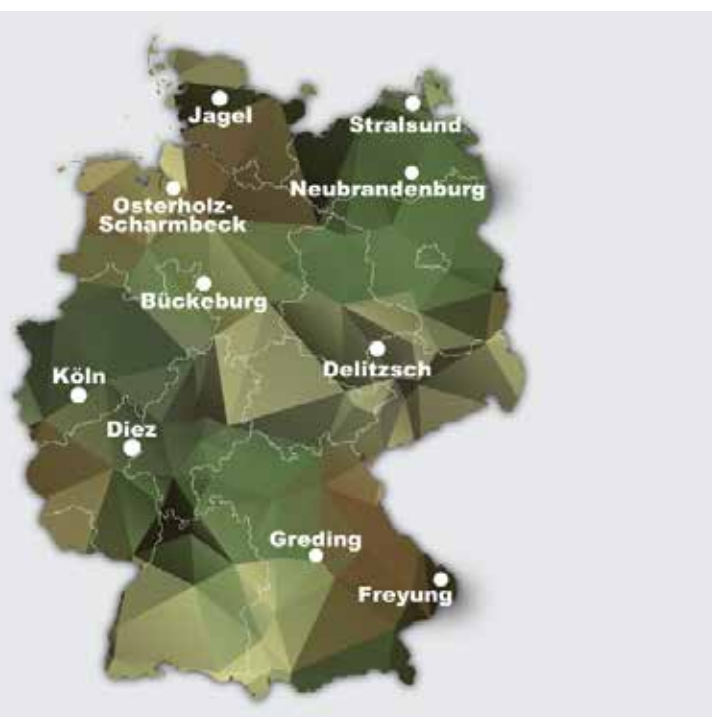 Jagel
Stralsund
Neubrandenburg
Osterholz-
Scharmbeck
Bückeburg
Delitzsch
Köln
Diez
Greding
Freyung